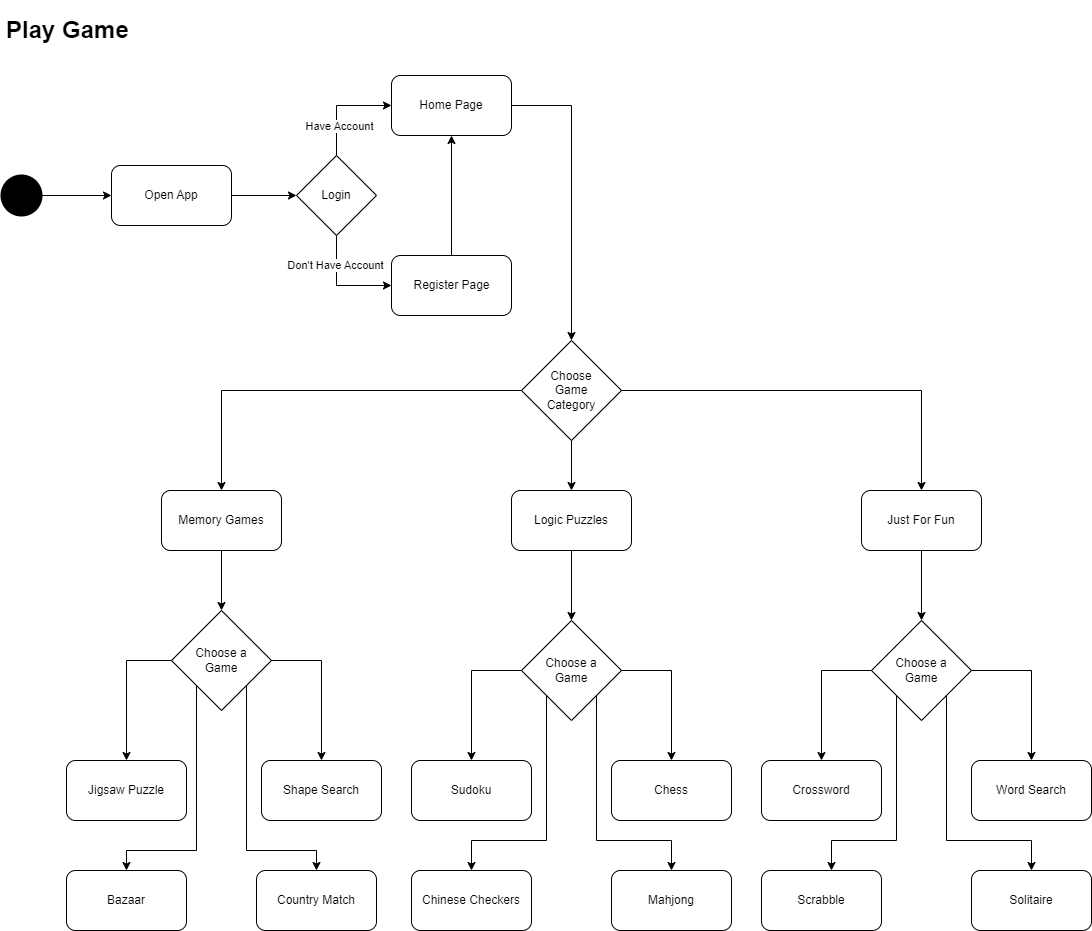 Play Game
Home Page
Have Account
Open App
Login
Don't Have Account
Register Page
Choose
Game
Category
Memory Games
Logic Puzzles
Just For Fun
Choose a
Game
Choose a
Game
Choose a
Game
Jigsaw Puzzle
Shape Search
Sudoku
Chess
Crossword
Word Search
Bazaar
Country Match
Chinese Checkers
Mahjong
Scrabble
Solitaire